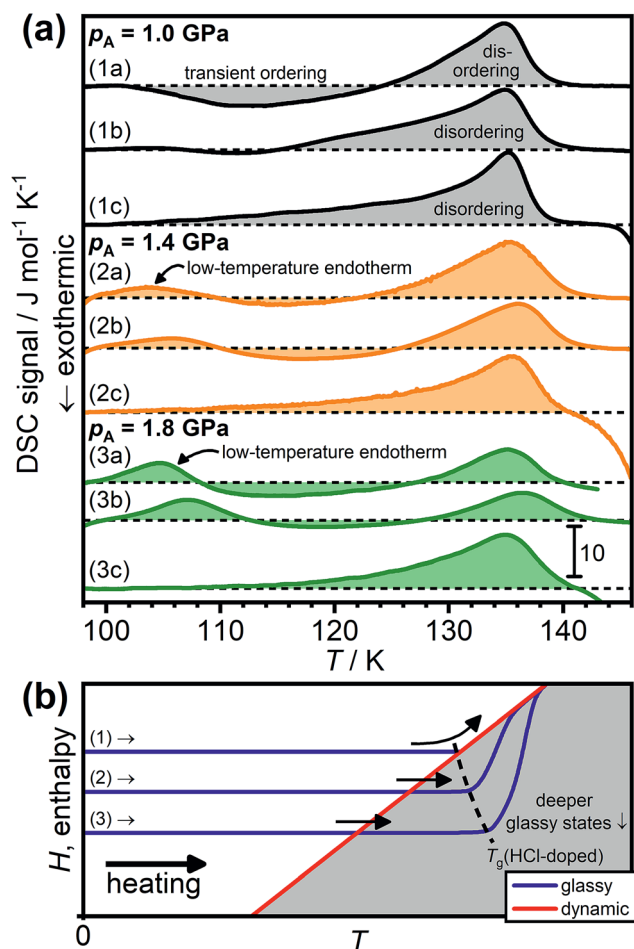 (a)
pA = 1.0 GPa
(1a)
transient ordering
dis-
ordering
(1b)
disordering
(1c)
disordering
pA = 1.4 GPa
(2a)
low-temperature endotherm
(2b)
(2c)
pA = 1.8 GPa
(3a)
low-temperature endotherm
(3b)
10
(3c)
DSC signal / J mol⁻¹ K⁻¹
← exothermic
100 110 120 130 140
T / K
(b)
(1) →
(2) →
(3) →
deeper
glassy states ↓
Tg(HCl-doped)
heating
glassy
dynamic
H, enthalpy
0
T